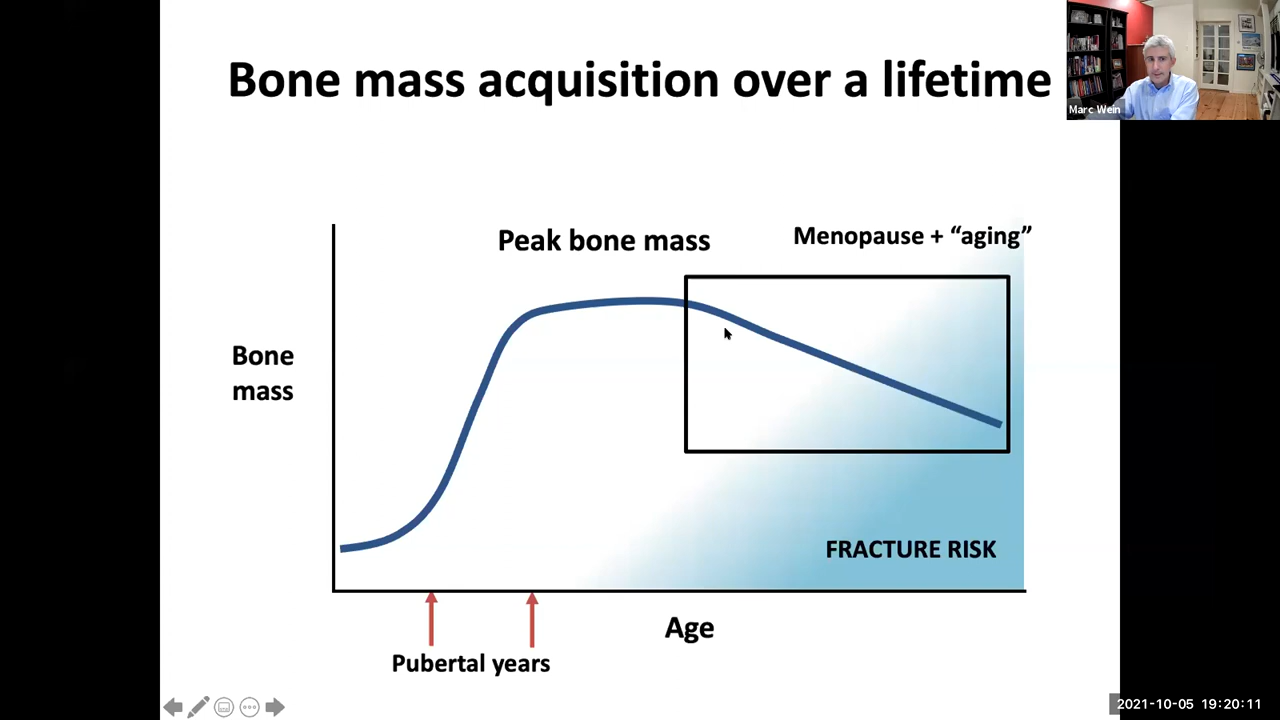 Bone mass acquisition over a lifetime
Marc Wein
Peak bone mass
Menopause + “aging”
Bone
mass
FRACTURE RISK
Age
Pubertal years
2021-10-05 19:20:11